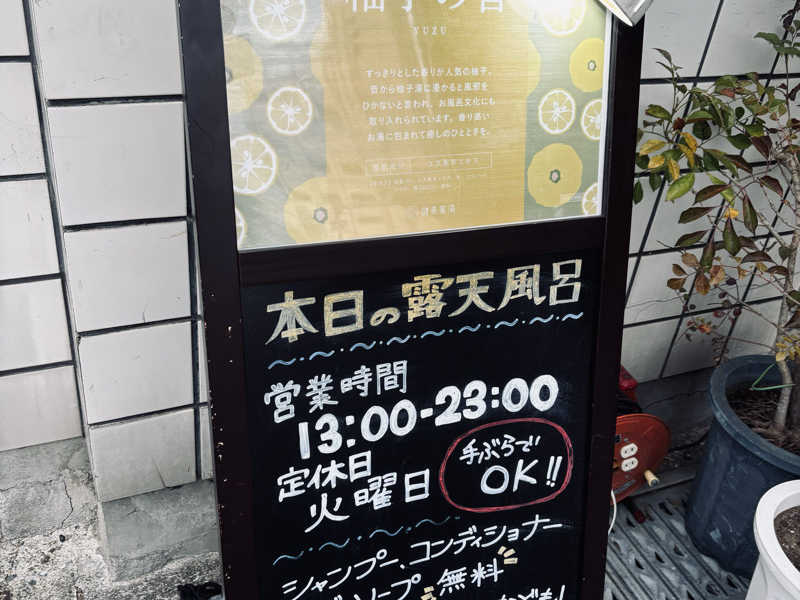 柚子の香
YUZU
すっきりとした香りが人気の柚子。
昔から柚子湯に浸かると風邪を
ひかないと言われ、お風呂文化にも
取り入れられています。香り高い
お湯に包まれて癒しのひとときを。
本日の露天風呂
営業時間
13:00-23:00
定休日
火曜日
手ぶらで
OK!!
シャンプー、コンディショナー
ソープ 無料